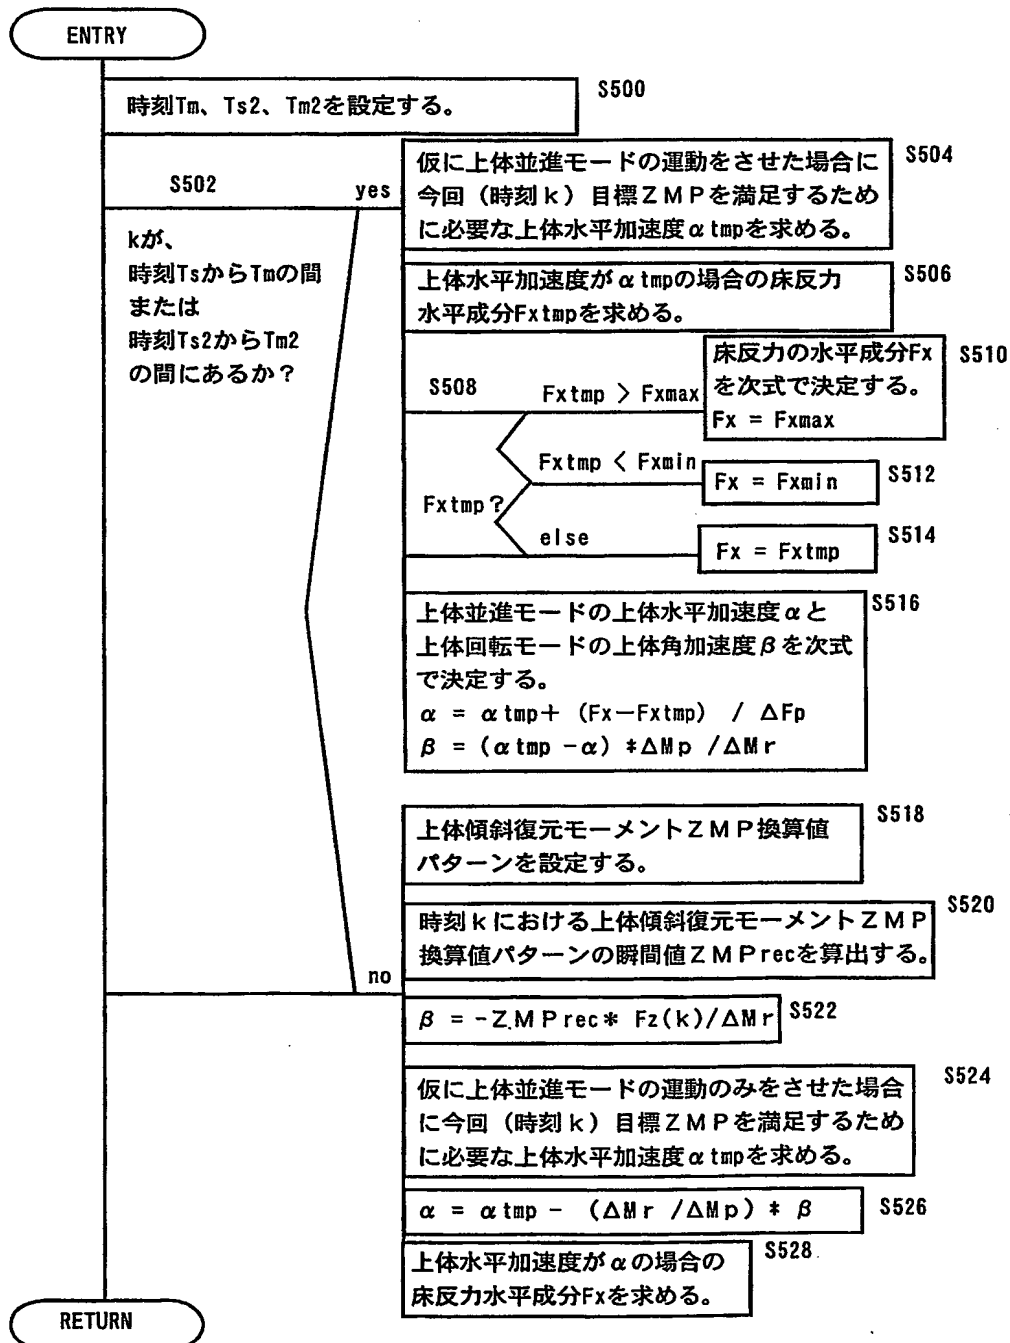 ENTRY
時刻Tm、Ts2、Tm2を設定する。
S500
S502
yes
kが、
時刻TsからTmの間
または
時刻Ts2からTm2
の間にあるか？
仮に上体並進モードの運動をさせた場合に
今回（時刻k）目標ZMPを満足するため
に必要な上体水平加速度αtmpを求める。
S504
上体水平加速度がαtmpの場合の床反力
水平成分Fxtmpを求める。
S506
S508
Fxtmp？
Fxtmp > Fxmax
床反力の水平成分Fx
を次式で決定する。
Fx = Fxmax
S510
Fxtmp < Fxmin
Fx = Fxmin
S512
else
Fx = Fxtmp
S514
上体並進モードの上体水平加速度αと
上体回転モードの上体角加速度βを次式
で決定する。
α = αtmp+ (Fx－Fxtmp) / ΔFp
β = (αtmp -α) *ΔMp /ΔMr
S516
no
上体傾斜復元モーメントZMP換算値
パターンを設定する。
S518
時刻kにおける上体傾斜復元モーメントZMP
換算値パターンの瞬間値ZMPrecを算出する。
S520
β = -ZMPrec* Fz(k)/ΔMr
S522
仮に上体並進モードの運動のみをさせた場合
に今回（時刻k）目標ZMPを満足するため
に必要な上体水平加速度αtmpを求める。
S524
α = αtmp - (ΔMr /ΔMp) * β
S526
上体水平加速度がαの場合の
床反力水平成分Fxを求める。
S528
RETURN